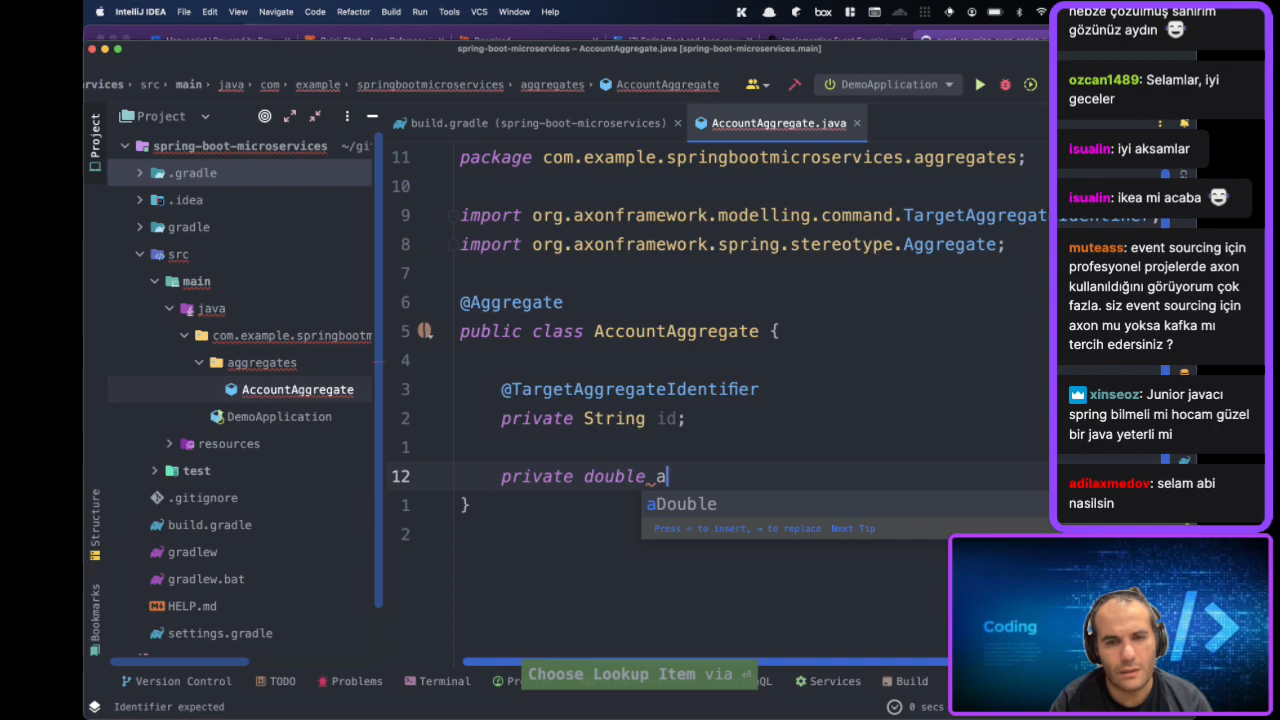 IntelliJ IDEA File Edit View Navigate Code Refactor Build Run Tools VCS Window Help
box
spring-boot-microservices – AccountAggregate.java [spring-boot-microservices.main]
rvices src main java com example springbootmicroservices aggregates AccountAggregate
DemoApplication
Project
build.gradle (spring-boot-microservices)
AccountAggregate.java
Project
spring-boot-microservices ~/gi
.gradle
.idea
gradle
src
main
java
com.example.springbootm
aggregates
AccountAggregate
DemoApplication
resources
test
.gitignore
build.gradle
gradlew
gradlew.bat
HELP.md
settings.gradle
Structure
Bookmarks
11 package com.example.springbootmicroservices.aggregates;
10
9 import org.axonframework.modelling.command.TargetAggregat
8 import org.axonframework.spring.stereotype.Aggregate;
7
6 @Aggregate
5 public class AccountAggregate {
4
3 @TargetAggregateIdentifier
2 private String id;
1
12 private double a
1 }
2
aDouble
Press ⏎ to insert, → to replace Next Tip
Choose Lookup Item via ⏎
Version Control TODO Problems Terminal Services Build
Identifier expected
0 secs
nebze çözülmüş sanırım
gözünüz aydın
ozcan1489: Selamlar, iyi
geceler
isualin: iyi aksamlar
isualin: ikea mi acaba
muteass: event sourcing için
profesyonel projelerde axon
kullanıldığını görüyorum çok
fazla. siz event sourcing için
axon mu yoksa kafka mı
tercih edersiniz ?
xinseoz: Junior javacı
spring bilmeli mi hocam güzel
bir java yeterli mi
adilaxmedov: selam abi
nasilsin
Coding